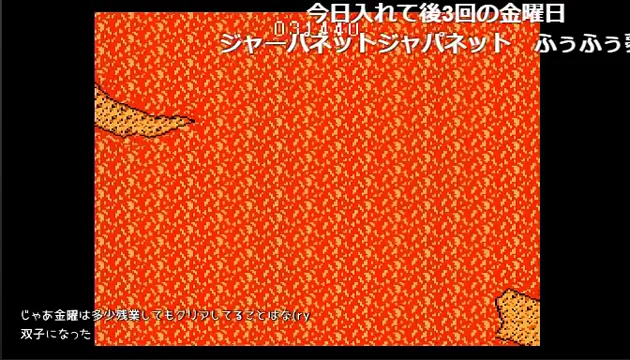 今日入れて後3回の金曜日
031440
ジャーパネットジャパネット ふぅふぅ
じゃあ金曜は多少残業してもクリアしてることはな(ry
双子になった